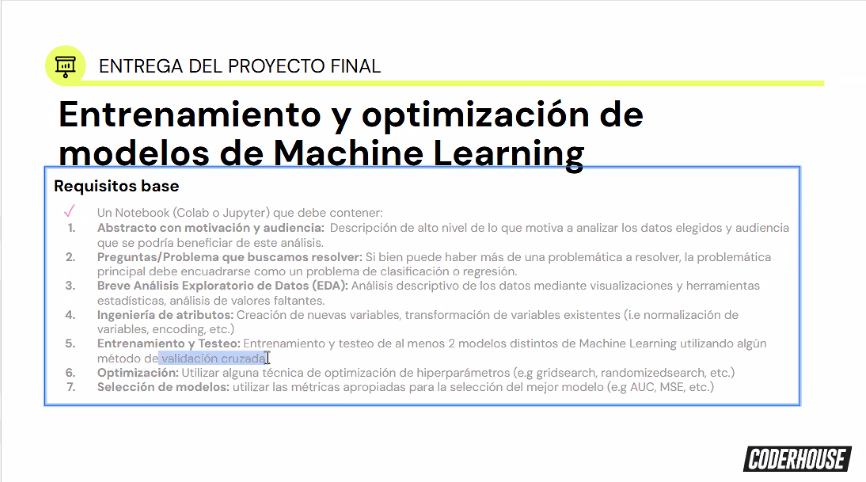 ENTREGA DEL PROYECTO FINAL
Entrenamiento y optimización de
modelos de Machine Learning
Requisitos base
✓ Un Notebook (Colab o Jupyter) que debe contener:
1. Abstracto con motivación y audiencia: Descripción de alto nivel de lo que motiva a analizar los datos elegidos y audiencia
que se podría beneficiar de este análisis.
2. Preguntas/Problema que buscamos resolver: Si bien puede haber más de una problemática a resolver, la problemática
principal debe encuadrarse como un problema de clasificación o regresión.
3. Breve Análisis Exploratorio de Datos (EDA): Análisis descriptivo de los datos mediante visualizaciones y herramientas
estadísticas, análisis de valores faltantes.
4. Ingeniería de atributos: Creación de nuevas variables, transformación de variables existentes (i.e normalización de
variables, encoding, etc.)
5. Entrenamiento y Testeo: Entrenamiento y testeo de al menos 2 modelos distintos de Machine Learning utilizando algún
método de validación cruzada.
6. Optimización: Utilizar alguna técnica de optimización de hiperparámetros (e.g gridsearch, randomizedsearch, etc.)
7. Selección de modelos: utilizar las métricas apropiadas para la selección del mejor modelo (e.g AUC, MSE, etc.)
CODERHOUSE